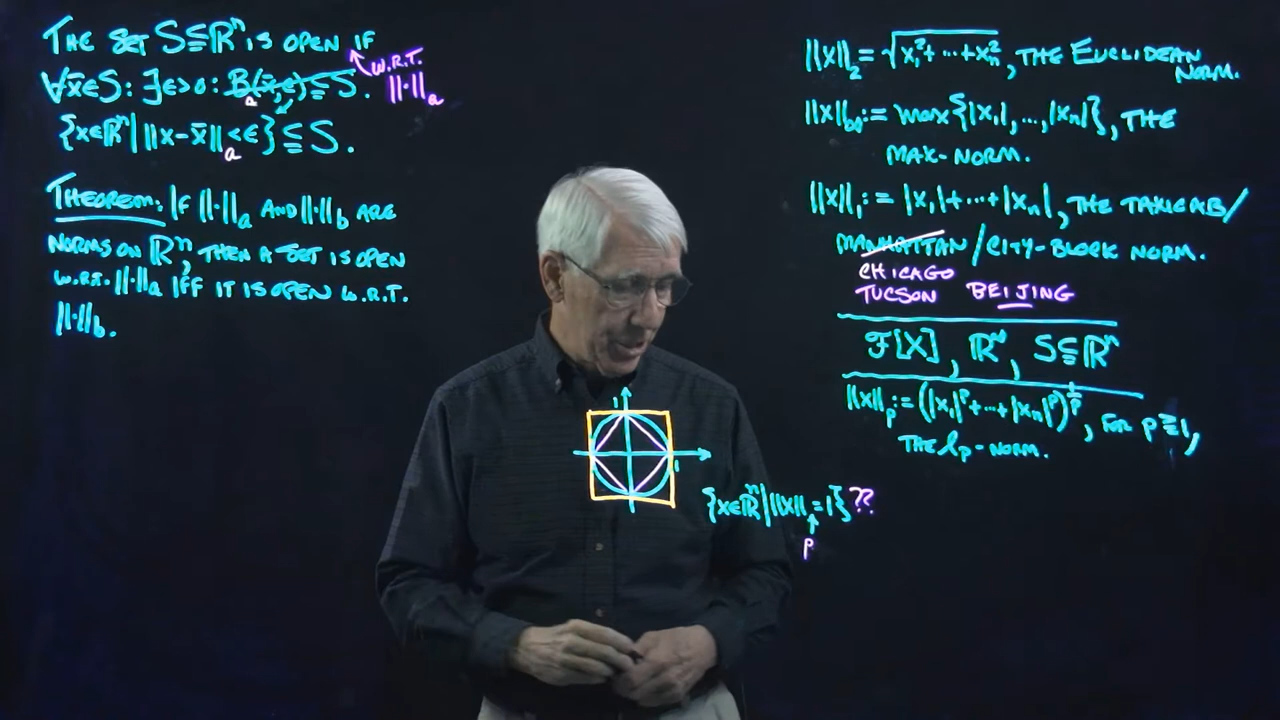 THE SET S⊆ℝⁿ IS OPEN IF
W.R.T.
∀x̄∈S: ∃ε>0: B(x̄,ε)⊆S. ‖·‖ₐ
a
{x∈ℝⁿ | ‖x-x̄‖ₐ<ε}⊆S.
THEOREM: IF ‖·‖ₐ AND ‖·‖_b ARE
NORMS ON ℝⁿ, THEN A SET IS OPEN
W.R.T. ‖·‖ₐ IFF IT IS OPEN W.R.T.
‖·‖_b.
‖x‖₂ = √(x₁²+⋯+xₙ²), THE EUCLIDEAN
NORM.
‖x‖_∞ := max{|x₁|,...,|xₙ|}, THE
MAX-NORM.
‖x‖₁ := |x₁|+⋯+|xₙ|, THE TAXICAB/
MANHATTAN/CITY-BLOCK NORM.
CHICAGO
TUCSON BEIJING
ℱ[X], ℝⁿ, S⊆ℝⁿ
‖x‖ₚ := (|x₁|ᵖ+⋯+|xₙ|ᵖ)^(1/p), FOR p≧1,
THE ℓₚ-NORM.
1
1
{x∈ℝⁿ | ‖x‖₁=1}??
p